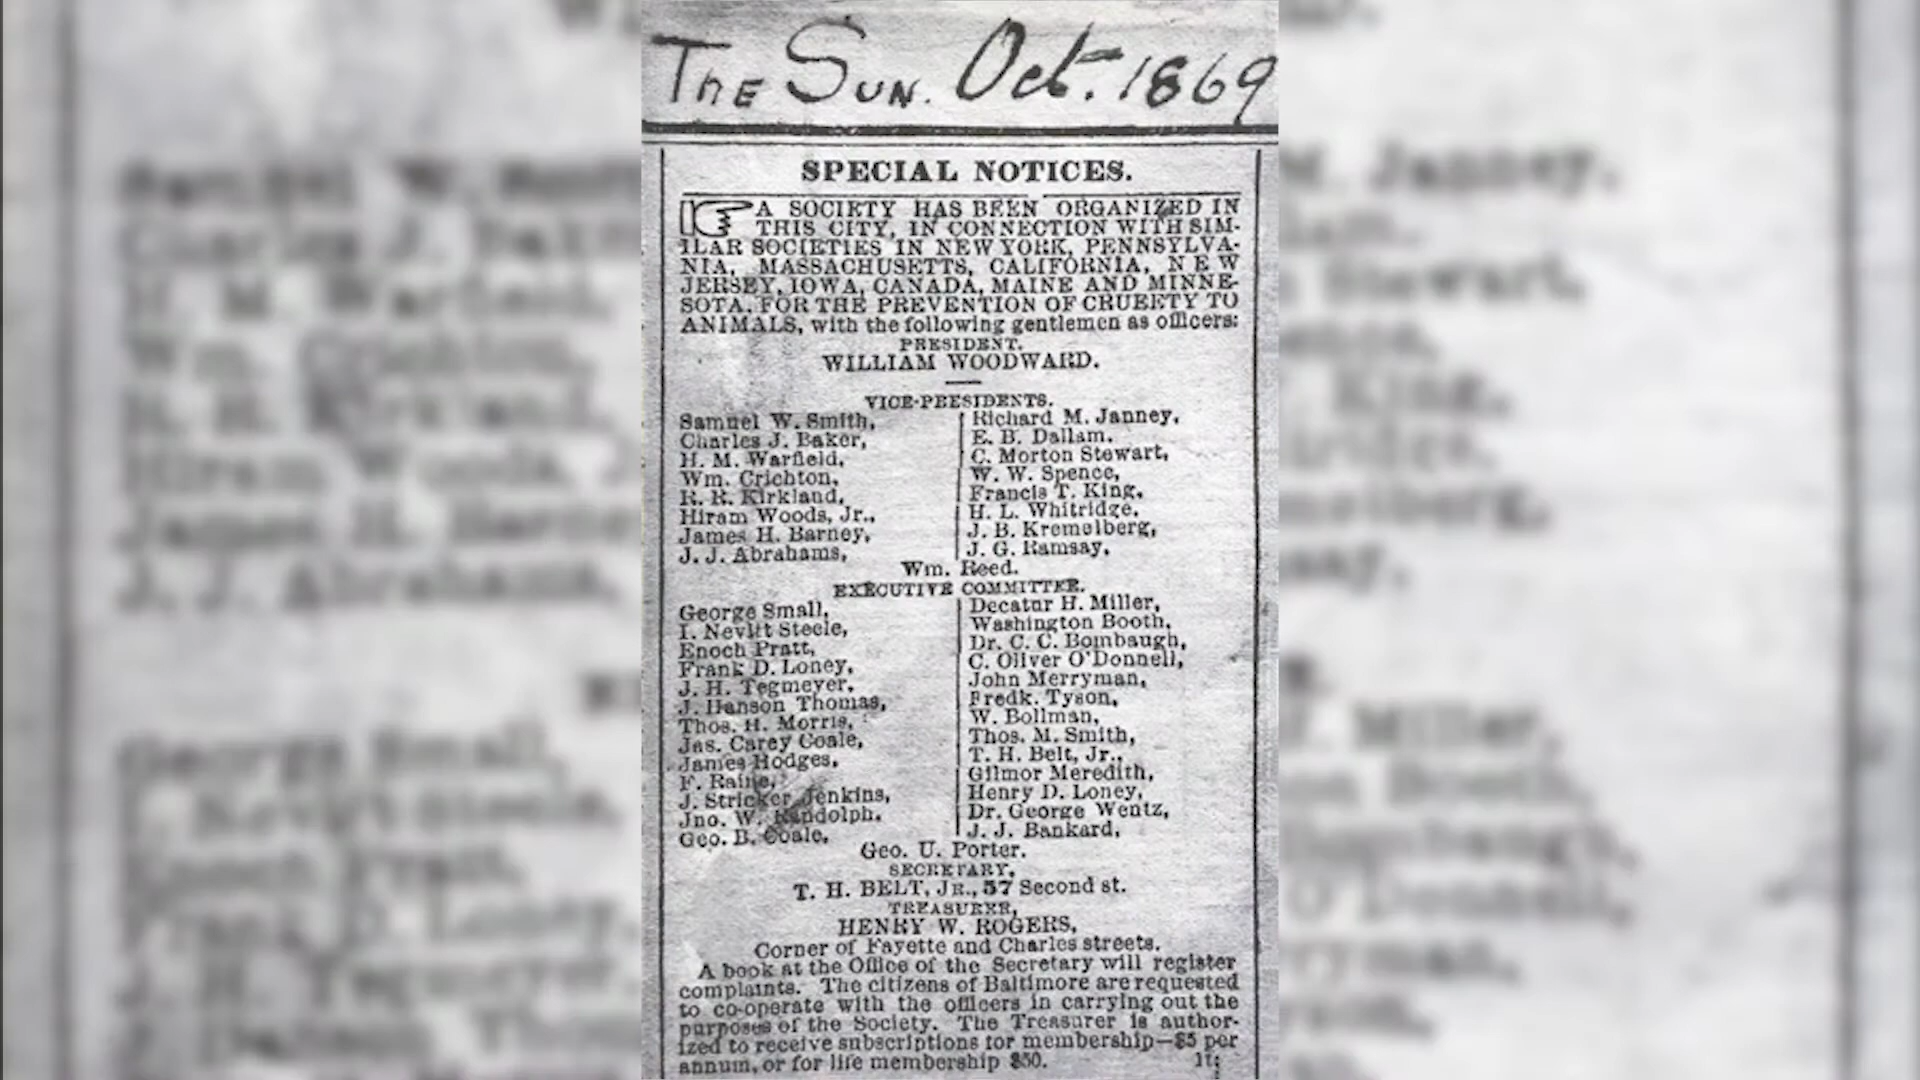 The Sun. Oct. 1869
SPECIAL NOTICES.
A SOCIETY HAS BEEN ORGANIZED IN
THIS CITY, IN CONNECTION WITH SIM-
ILAR SOCIETIES IN NEW YORK, PENNSYLVA-
NIA, MASSACHUSETTS, CALIFORNIA, NEW
JERSEY, IOWA, CANADA, MAINE AND MINNE-
SOTA, FOR THE PREVENTION OF CRUELTY TO
ANIMALS, with the following gentlemen as officers:
PRESIDENT.
WILLIAM WOODWARD.
VICE-PRESIDENTS.
Samuel W. Smith,
Charles J. Baker,
H. M. Warfield,
Wm. Crichton,
R. R. Kirkland,
Hiram Woods, Jr.,
James H. Barney,
J. J. Abrahams,
Richard M. Janney,
E. B. Dallam.
C. Morton Stewart,
W. W. Spence,
Francis T. King,
H. L. Whitridge,
J. B. Kremelberg,
J. G. Ramsay,
Wm. Reed.
EXECUTIVE COMMITTEE.
George Small,
I. Nevitt Steele,
Enoch Pratt,
Frank D. Loney,
J. H. Tegmeyer,
J. Hanson Thomas,
Thos. H. Morris,
Jas. Carey Coale,
James Hodges,
F. Raine,
J. Stricker Jenkins,
Jno. W. Randolph,
Geo. B. Coale,
Decatur H. Miller,
Washington Booth,
Dr. C. C. Bombaugh,
C. Oliver O'Donnell,
John Merryman,
Fredk. Tyson,
W. Bollman,
Thos. M. Smith,
T. H. Belt, Jr.,
Gilmor Meredith,
Henry D. Loney,
Dr. George Wentz,
J. J. Bankard,
Geo. U. Porter.
SECRETARY,
T. H. BELT, JR., 57 Second st.
TREASURER,
HENRY W. ROGERS,
Corner of Fayette and Charles streets.
A book at the Office of the Secretary will register
complaints. The citizens of Baltimore are requested
to co-operate with the officers in carrying out the
purposes of the Society. The Treasurer is author-
ized to receive subscriptions for membership—$5 per
annum, or for life membership $50. 1t